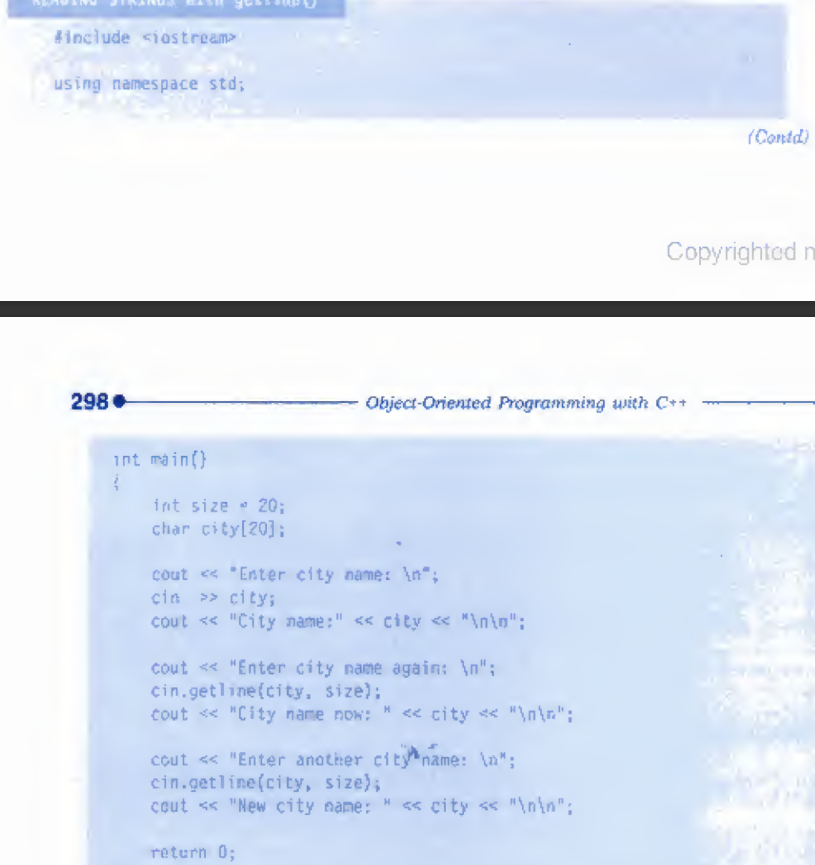 READING STRINGS with getline()
#include <iostream>
using namespace std;
(Contd)
Copyrighted
298
Object-Oriented Programming with C++
int main()
{
int size = 20;
char city[20];
cout << "Enter city name: \n";
cin >> city;
cout << "City name:" << city << "\n\n";
cout << "Enter city name again: \n";
cin.getline(city, size);
cout << "City name now: " << city << "\n\n";
cout << "Enter another city name: \n";
cin.getline(city, size);
cout << "New city name: " << city << "\n\n";
return 0;